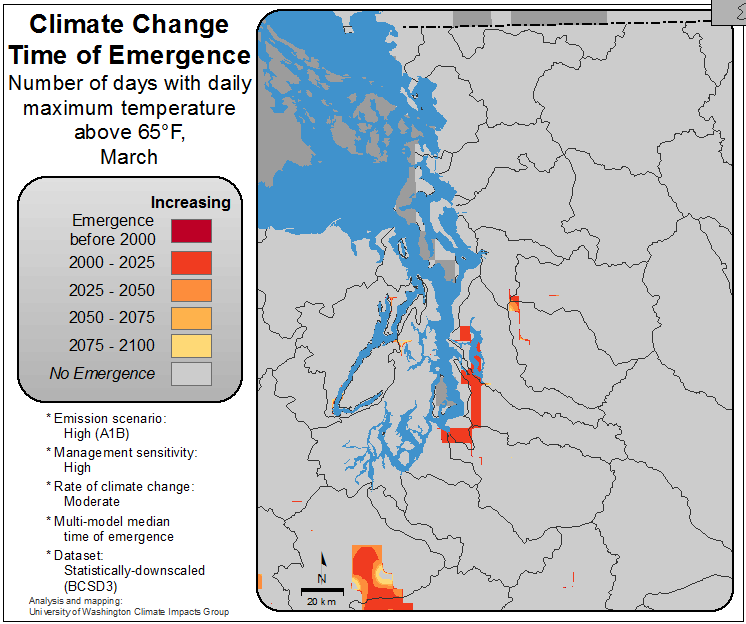 Climate Change
Time of Emergence
Number of days with daily
maximum temperature
above 65°F,
March
Increasing
Emergence
before 2000
2000 - 2025
2025 - 2050
2050 - 2075
2075 - 2100
No Emergence
* Emission scenario:
High (A1B)
* Management sensitivity:
High
* Rate of climate change:
Moderate
* Multi-model median
time of emergence
* Dataset:
Statistically-downscaled
(BCSD3)
Analysis and mapping:
University of Washington Climate Impacts Group
N
20 km